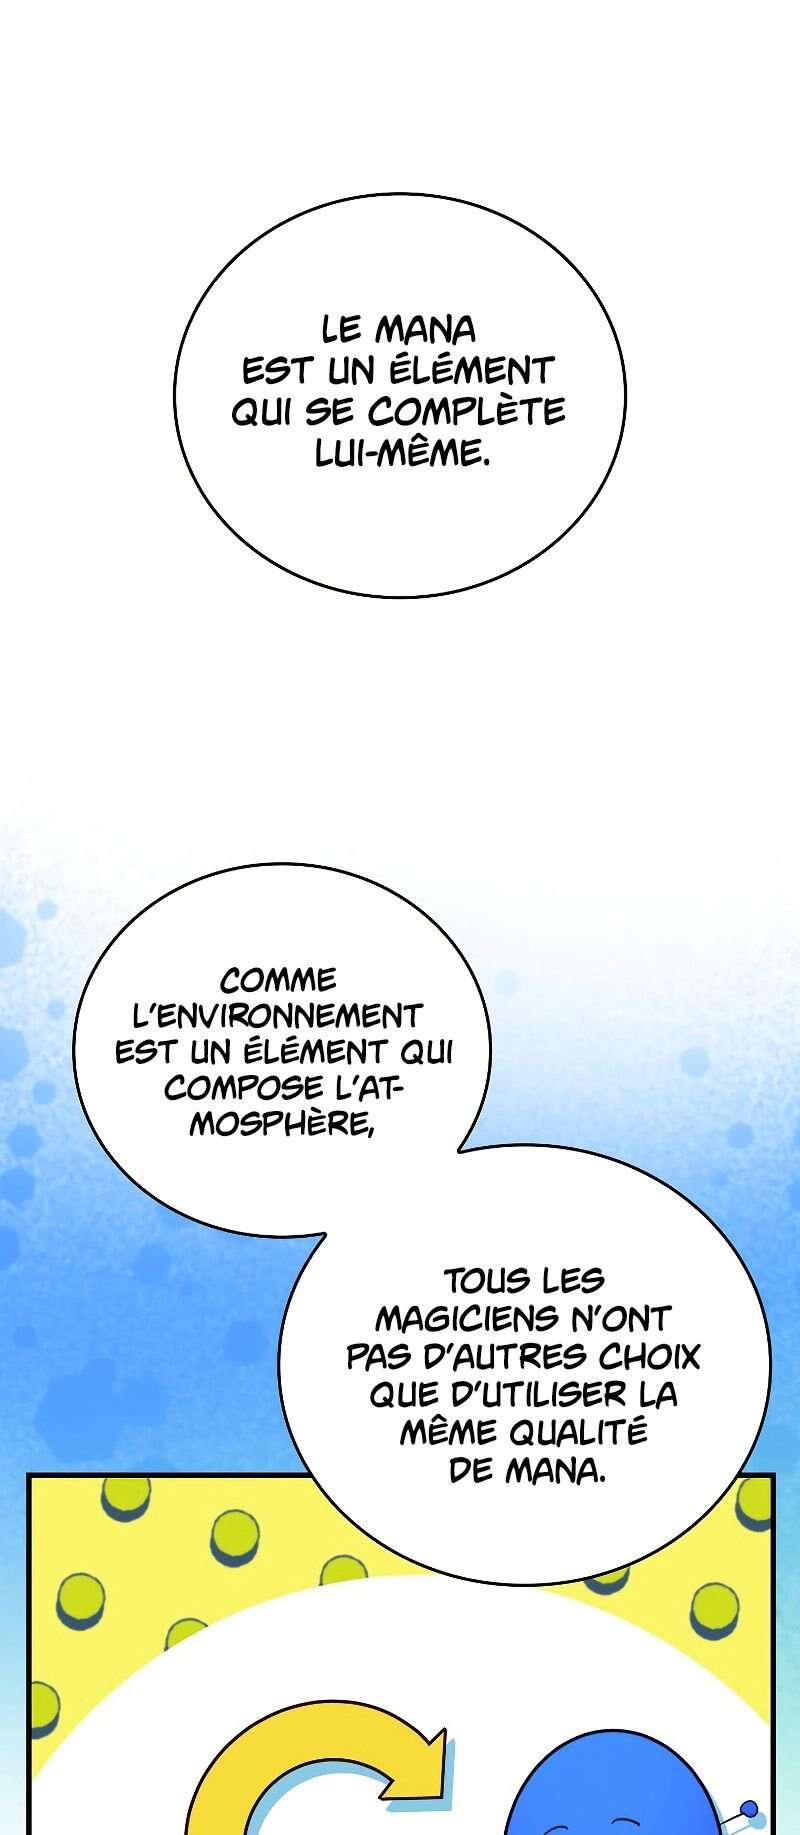 LE MANA
EST UN ÉLÉMENT
QUI SE COMPLÈTE
LUI-MÊME.
COMME
L'ENVIRONNEMENT
EST UN ÉLÉMENT QUI
COMPOSE L'AT-
MOSPHÈRE,
TOUS LES
MAGICIENS N'ONT
PAS D'AUTRES CHOIX
QUE D'UTILISER LA
MÊME QUALITÉ
DE MANA.